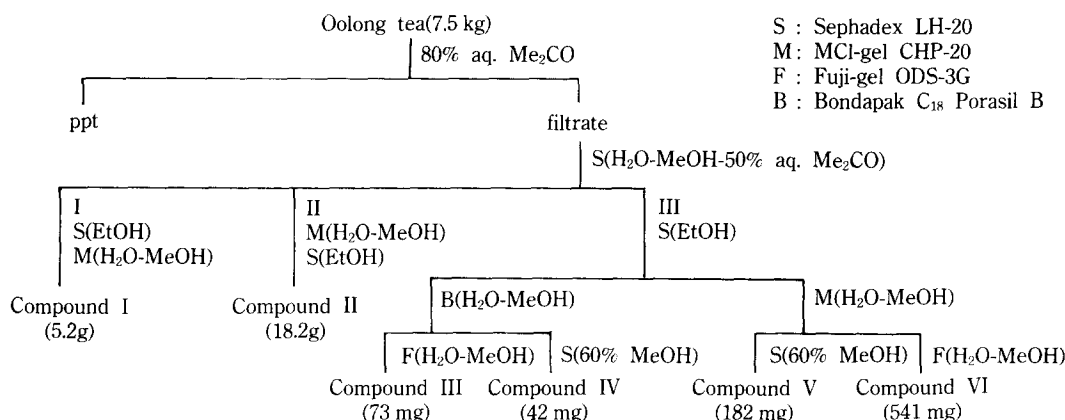 Oolong tea(7.5 kg)
80% aq. Me₂CO
S : Sephadex LH-20
M : MCl-gel CHP-20
F : Fuji-gel ODS-3G
B : Bondapak C₁₈ Porasil B
ppt
filtrate
S(H₂O-MeOH-50% aq. Me₂CO)
I
S(EtOH)
M(H₂O-MeOH)
II
M(H₂O-MeOH)
S(EtOH)
III
S(EtOH)
Compound I
(5.2g)
Compound II
(18.2g)
B(H₂O-MeOH)
M(H₂O-MeOH)
F(H₂O-MeOH)
S(60% MeOH)
S(60% MeOH)
F(H₂O-MeOH)
Compound III
(73 mg)
Compound IV
(42 mg)
Compound V
(182 mg)
Compound VI
(541 mg)